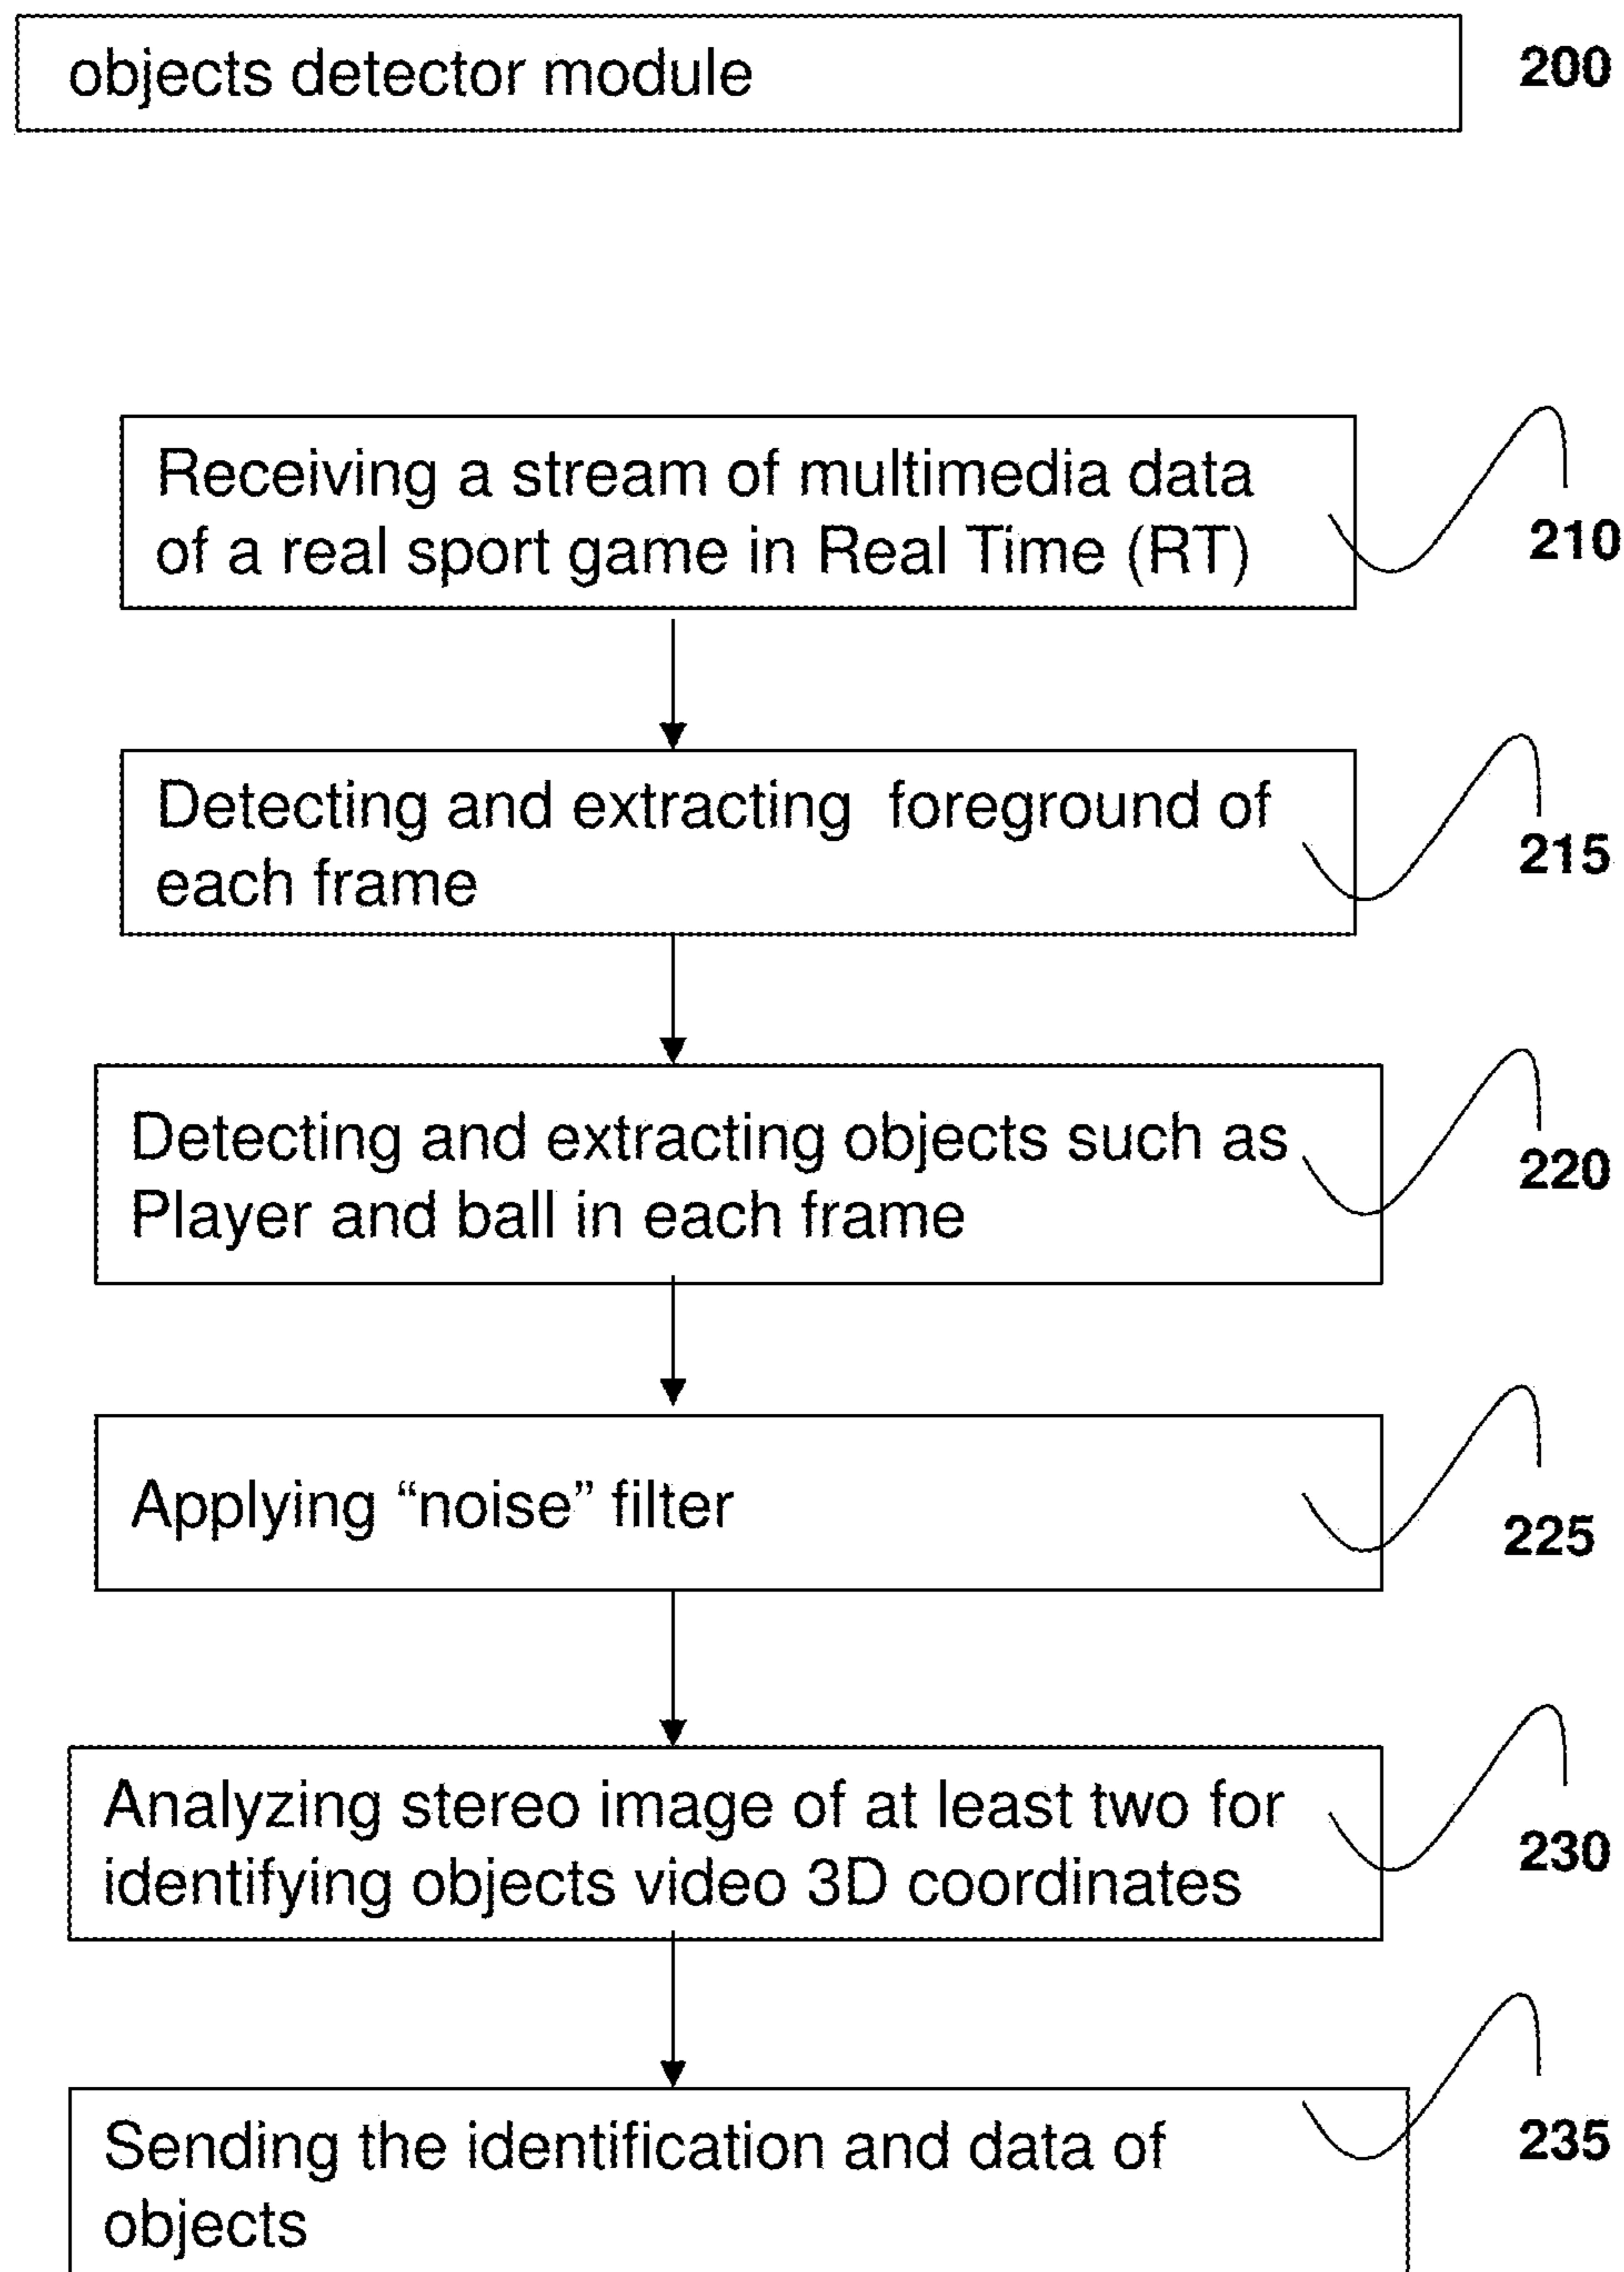 objects detector module
200
Receiving a stream of multimedia data
of a real sport game in Real Time (RT)
210
Detecting and extracting  foreground of
each frame
215
Detecting and extracting objects such as
Player and ball in each frame
220
Applying “noise” filter
225
Analyzing stereo image of at least two for
identifying objects video 3D coordinates
230
Sending the identification and data of
objects
235